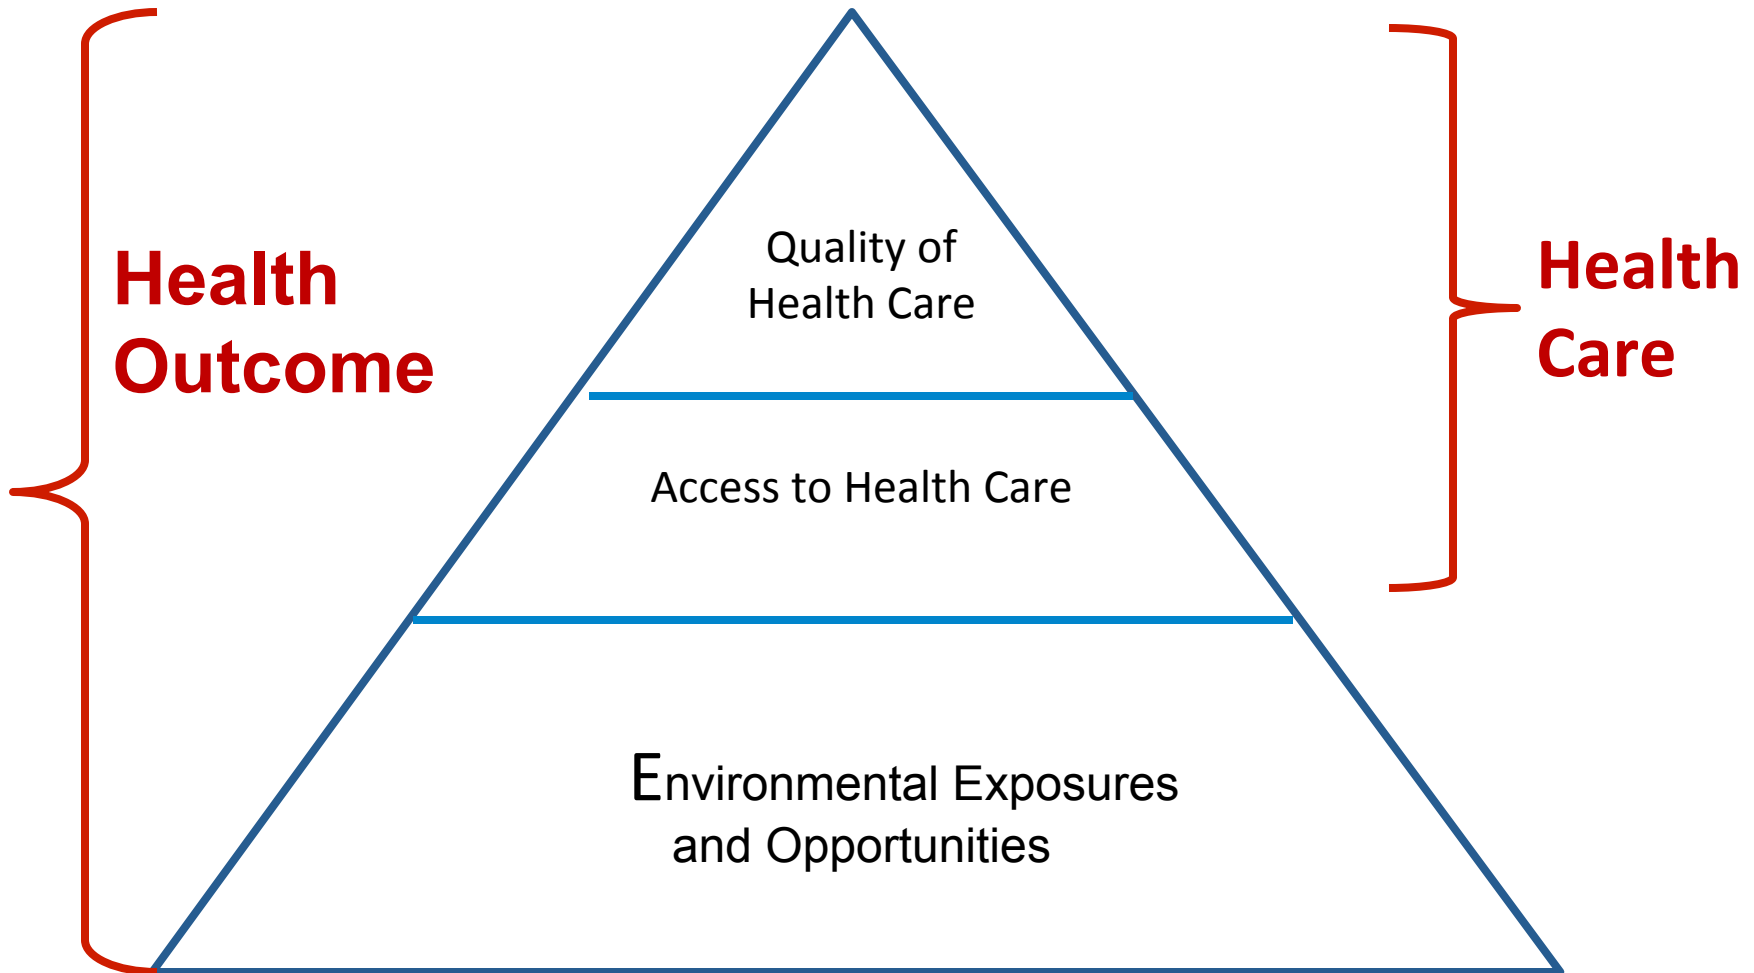 Health
Outcome
Quality of
Health Care
Access to Health Care
Environmental Exposures
and Opportunities
Health
Care